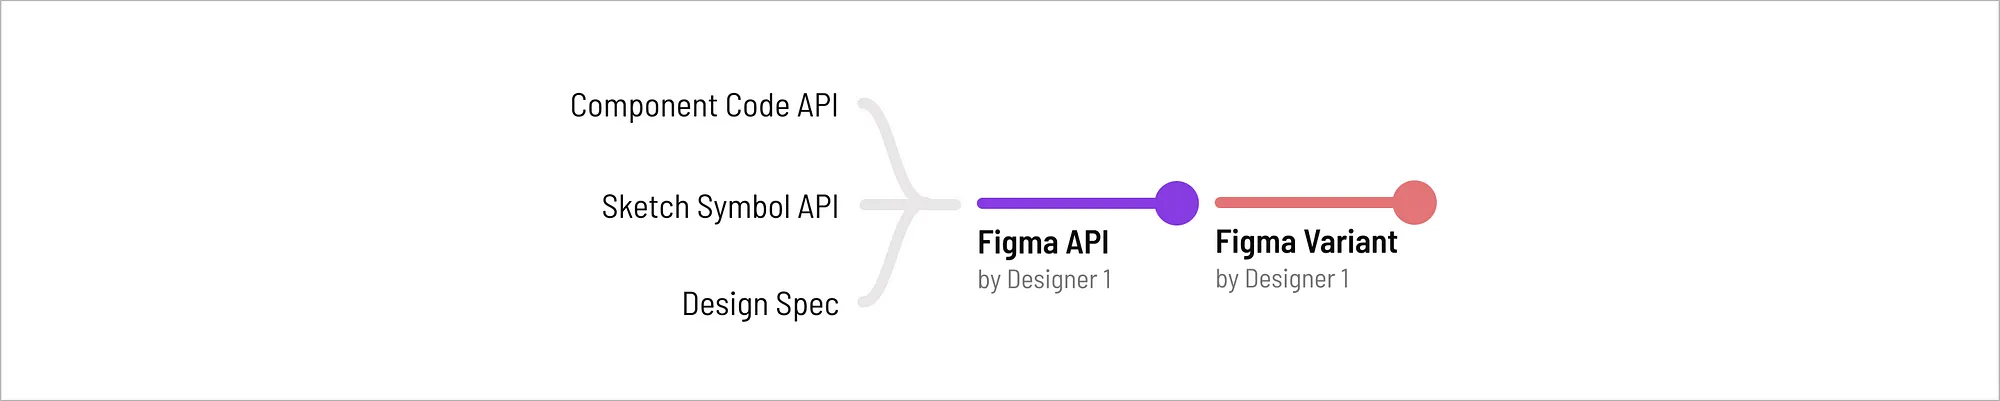 Component Code API
Sketch Symbol API
Design Spec
Figma API
by Designer 1
Figma Variant
by Designer 1